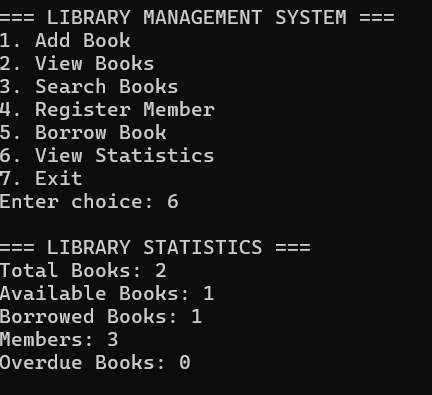 === LIBRARY MANAGEMENT SYSTEM ===
1. Add Book
2. View Books
3. Search Books
4. Register Member
5. Borrow Book
6. View Statistics
7. Exit
Enter choice: 6
=== LIBRARY STATISTICS ===
Total Books: 2
Available Books: 1
Borrowed Books: 1
Members: 3
Overdue Books: 0